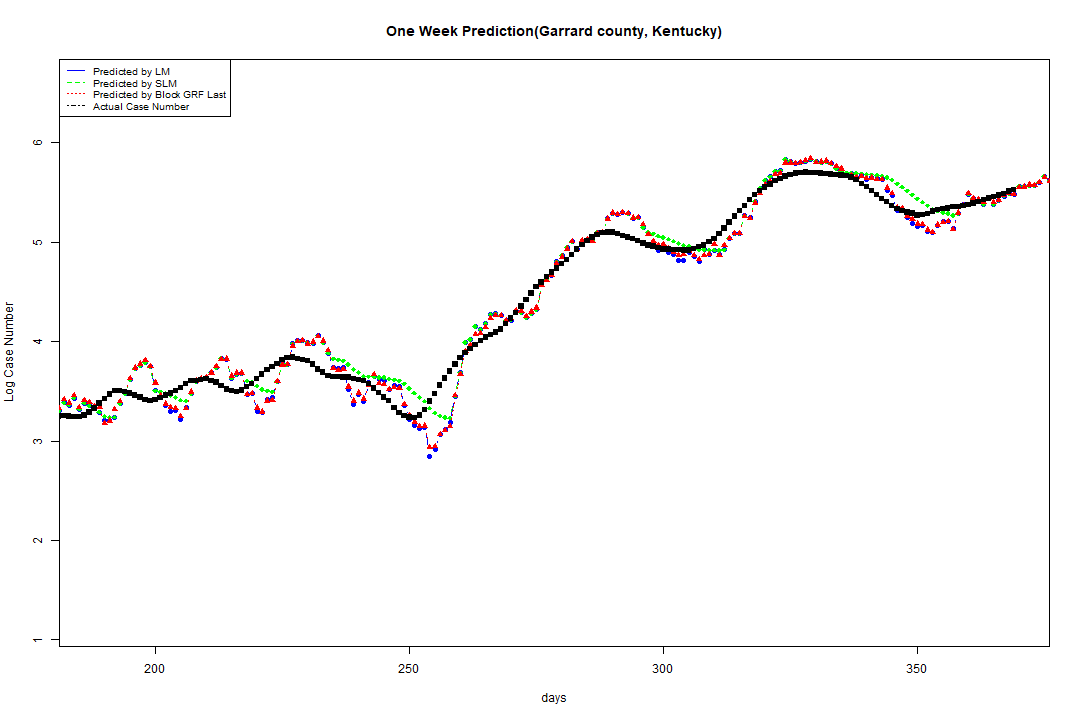 One Week Prediction(Garrard county, Kentucky)
Predicted by LM
Predicted by SLM
Predicted by Block GRF Last
Actual Case Number
6
5
4
3
2
1
Log Case Number
200
250
300
350
days